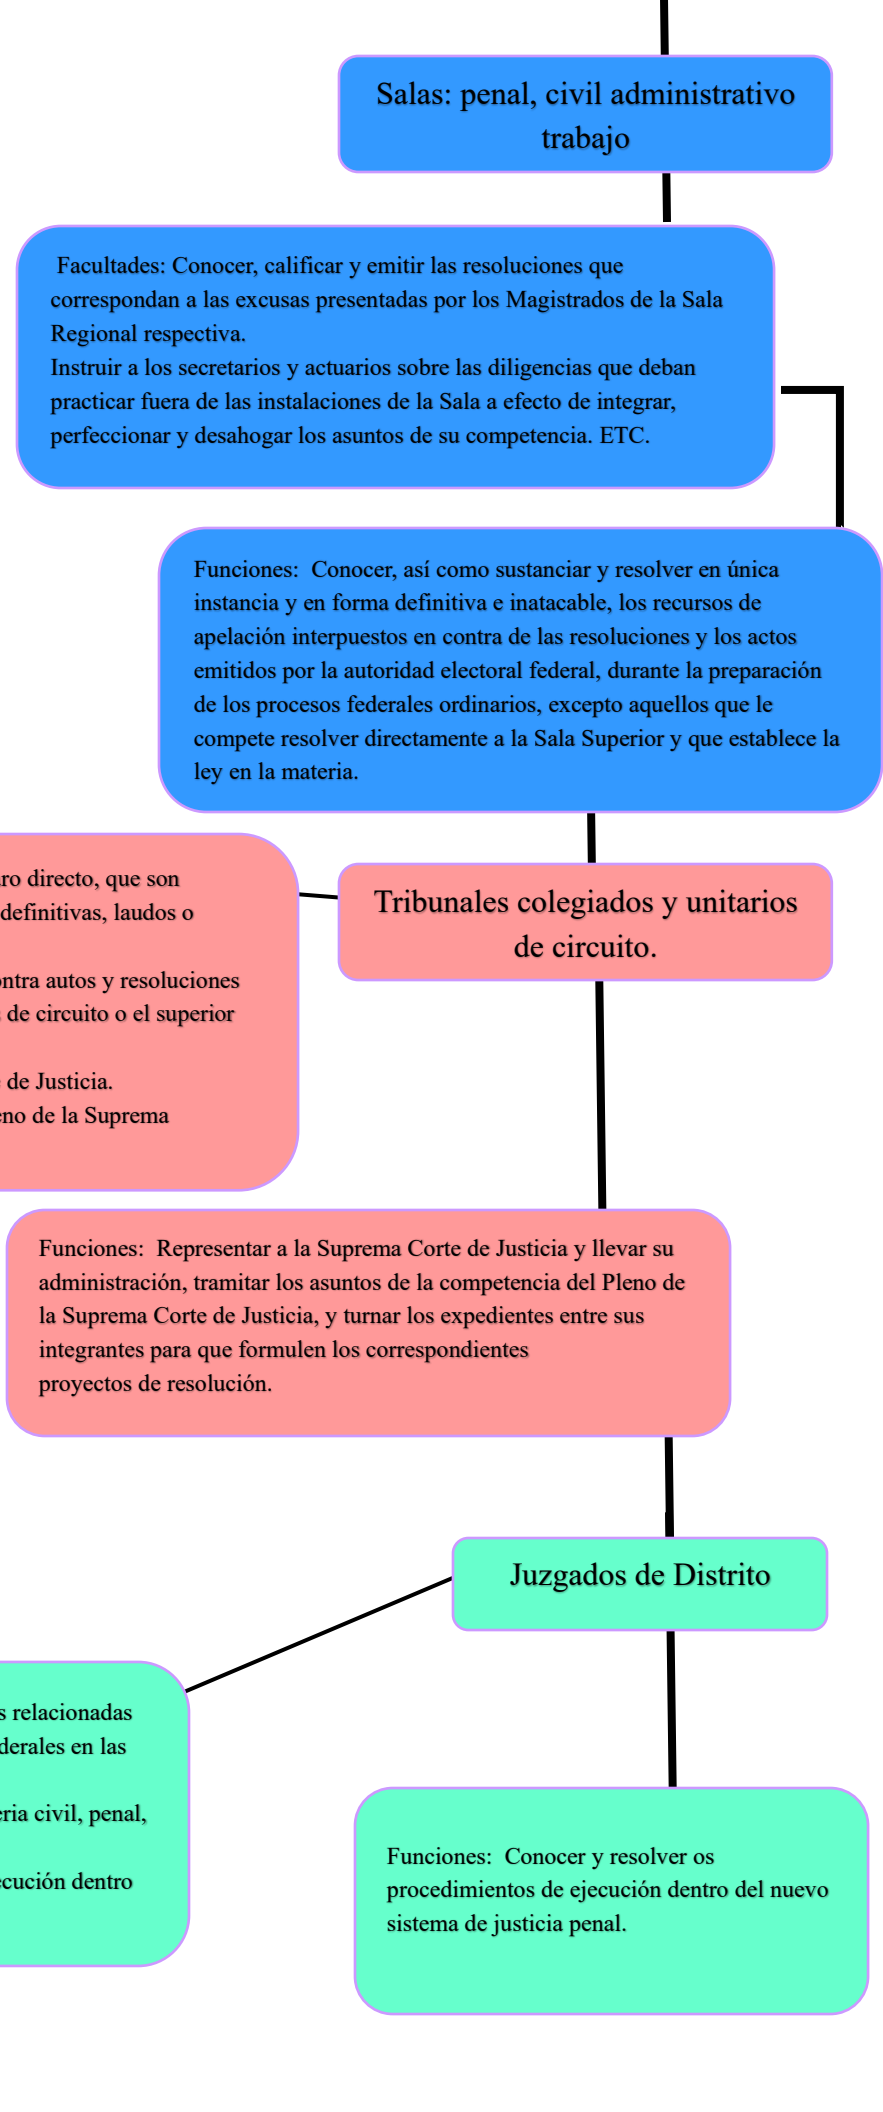 Salas: penal, civil administrativo
trabajo
Facultades: Conocer, calificar y emitir las resoluciones que
correspondan a las excusas presentadas por los Magistrados de la Sala
Regional respectiva.
Instruir a los secretarios y actuarios sobre las diligencias que deban
practicar fuera de las instalaciones de la Sala a efecto de integrar,
perfeccionar y desahogar los asuntos de su competencia. ETC.
Funciones:  Conocer, así como sustanciar y resolver en única
instancia y en forma definitiva e inatacable, los recursos de
apelación interpuestos en contra de las resoluciones y los actos
emitidos por la autoridad electoral federal, durante la preparación
de los procesos federales ordinarios, excepto aquellos que le
compete resolver directamente a la Sala Superior y que establece la
ley en la materia.
directo, que son
definitivas, laudos o
autos y resoluciones
de circuito o el superior
de Justicia.
de la Suprema
Tribunales colegiados y unitarios
de circuito.
Funciones:  Representar a la Suprema Corte de Justicia y llevar su
administración, tramitar los asuntos de la competencia del Pleno de
la Suprema Corte de Justicia, y turnar los expedientes entre sus
integrantes para que formulen los correspondientes
proyectos de resolución.
Juzgados de Distrito
relacionadas
en las
civil, penal,
dentro
Funciones:  Conocer y resolver os
procedimientos de ejecución dentro del nuevo
sistema de justicia penal.